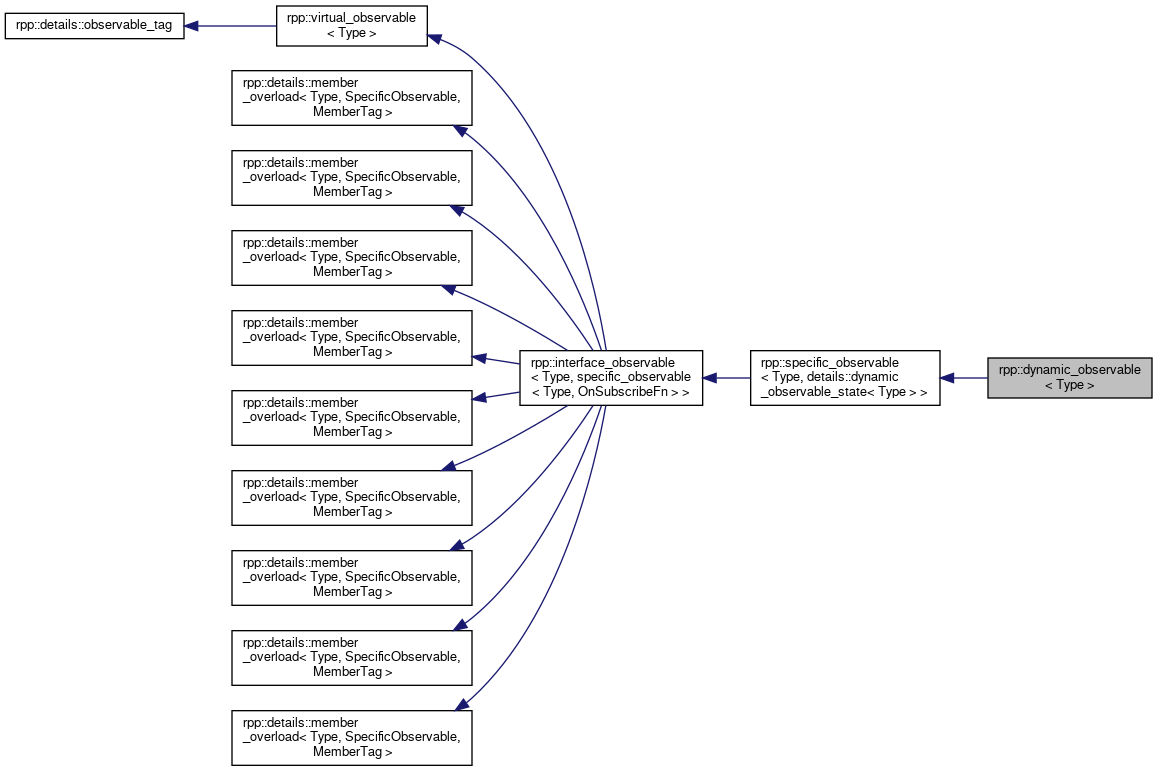 rpp::details::observable_tag
rpp::virtual_observable
< Type >
rpp::details::member
_overload< Type, SpecificObservable,
MemberTag >
rpp::details::member
_overload< Type, SpecificObservable,
MemberTag >
rpp::details::member
_overload< Type, SpecificObservable,
MemberTag >
rpp::details::member
_overload< Type, SpecificObservable,
MemberTag >
rpp::details::member
_overload< Type, SpecificObservable,
MemberTag >
rpp::details::member
_overload< Type, SpecificObservable,
MemberTag >
rpp::details::member
_overload< Type, SpecificObservable,
MemberTag >
rpp::details::member
_overload< Type, SpecificObservable,
MemberTag >
rpp::details::member
_overload< Type, SpecificObservable,
MemberTag >
rpp::interface_observable
< Type, specific_observable
< Type, OnSubscribeFn > >
rpp::specific_observable
< Type, details::dynamic
_observable_state< Type > >
rpp::dynamic_observable
< Type >